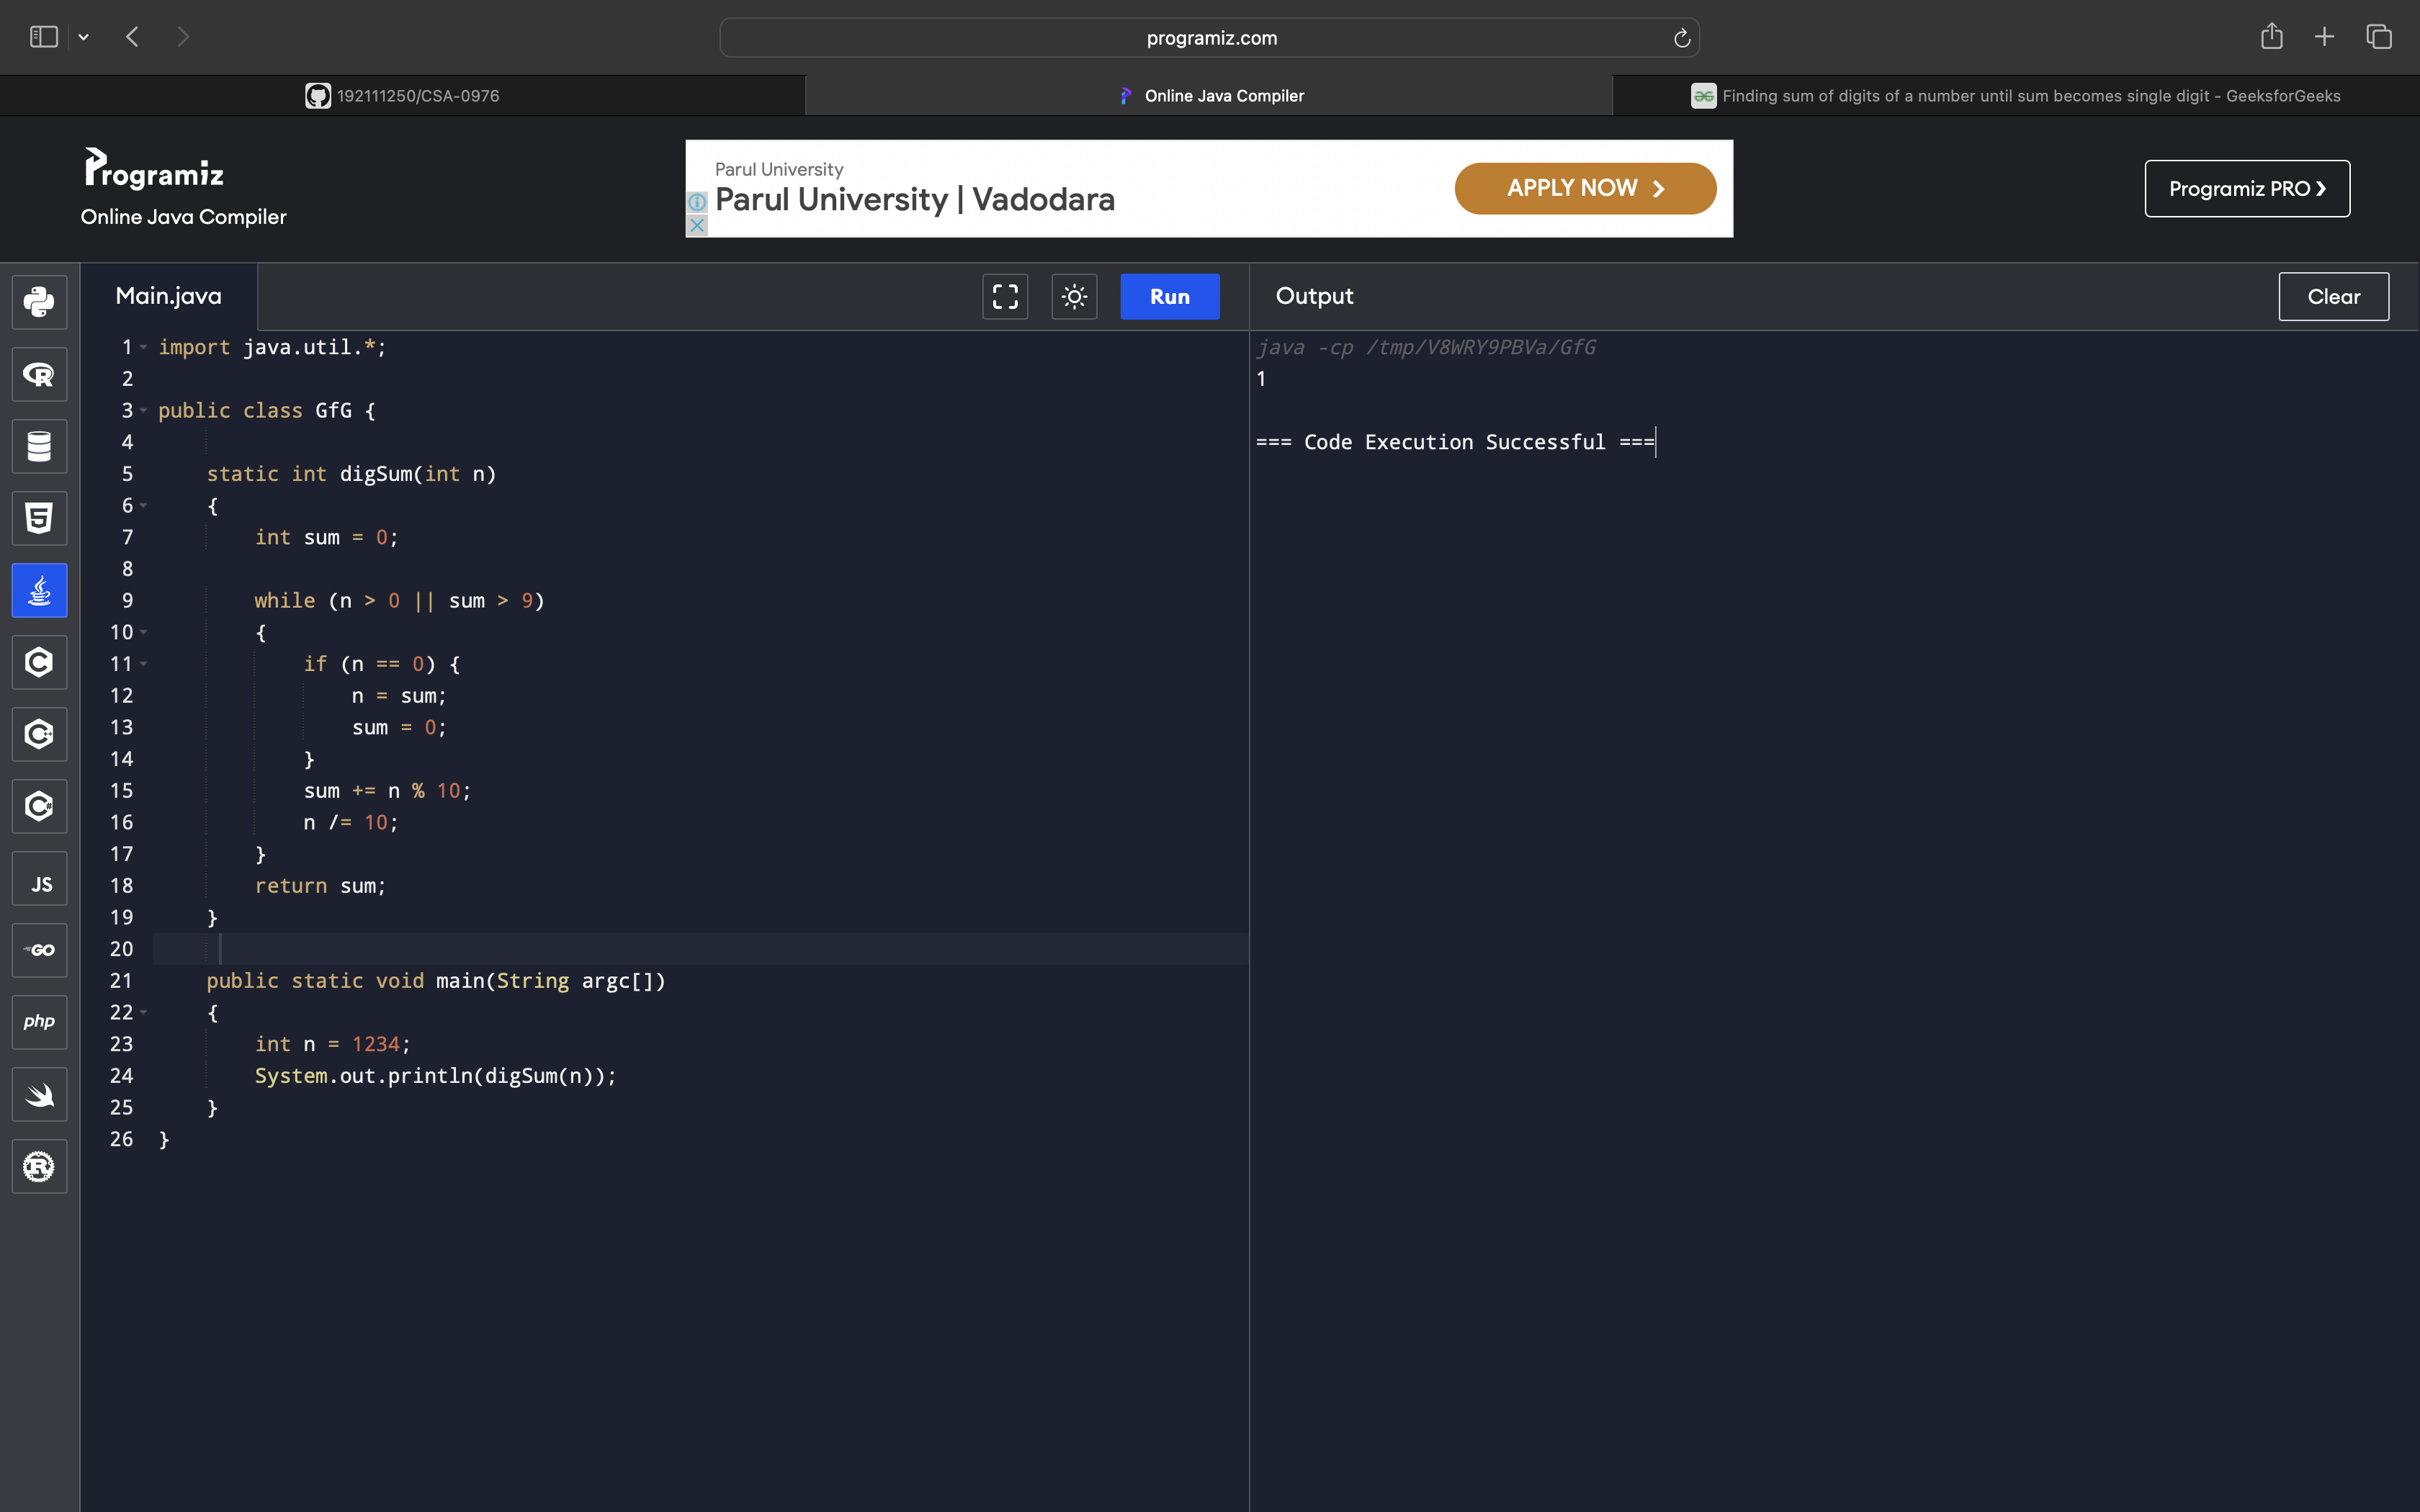 programiz.com
192111250/CSA-0976
Online Java Compiler
Finding sum of digits of a number until sum becomes single digit - GeeksforGeeks
Programiz
Online Java Compiler
Parul University
Parul University | Vadodara
APPLY NOW
Programiz PRO
Main.java
Run
Output
Clear
1 import java.util.*;
2
3 public class GfG {
4
5 static int digSum(int n)
6 {
7 int sum = 0;
8
9 while (n > 0 || sum > 9)
10 {
11 if (n == 0) {
12 n = sum;
13 sum = 0;
14 }
15 sum += n % 10;
16 n /= 10;
17 }
18 return sum;
19 }
20
21 public static void main(String argc[])
22 {
23 int n = 1234;
24 System.out.println(digSum(n));
25 }
26 }
java -cp /tmp/V8WRY9PBVa/GfG
1
=== Code Execution Successful ===
R
5
C
C++
C#
JS
GO
php
R